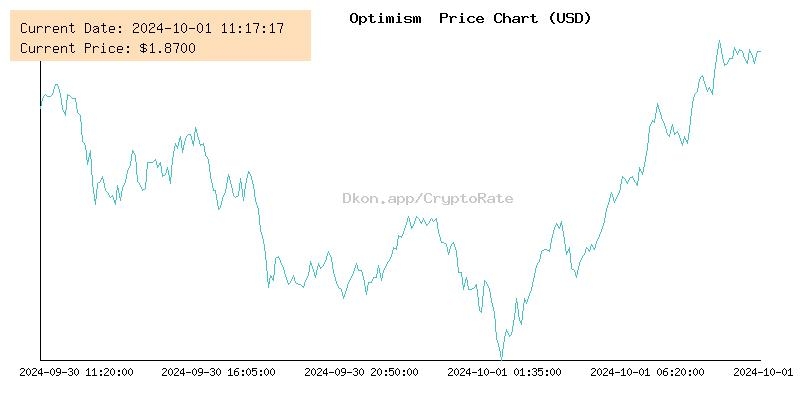 Optimism  Price Chart (USD)
Current Date: 2024-10-01 11:17:17
Current Price: $1.8700
Dkon.app/CryptoRate
2024-09-30 11:20:00 2024-09-30 16:05:00 2024-09-30 20:50:00 2024-10-01 01:35:00 2024-10-01 06:20:00 2024-10-01